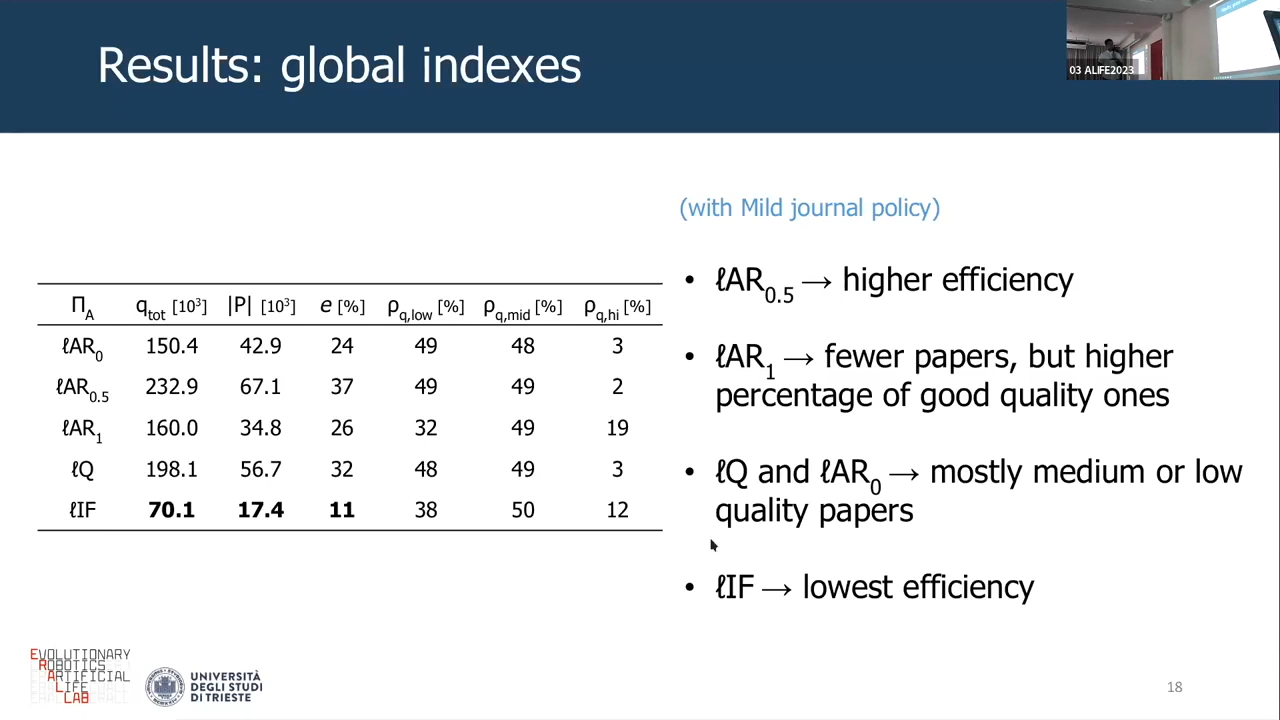 Results: global indexes
03 ALIFE2023
(with Mild journal policy)
Π_A q_tot [10³] |P| [10³] e [%] ρ_q,low [%] ρ_q,mid [%] ρ_q,hi [%]
ℓAR_0 150.4 42.9 24 49 48 3
ℓAR_0.5 232.9 67.1 37 49 49 2
ℓAR_1 160.0 34.8 26 32 49 19
ℓQ 198.1 56.7 32 48 49 3
ℓIF 70.1 17.4 11 38 50 12
• ℓAR_0.5 → higher efficiency
• ℓAR_1 → fewer papers, but higher
percentage of good quality ones
• ℓQ and ℓAR_0 → mostly medium or low
quality papers
• ℓIF → lowest efficiency
EVOLUTIONARY
ROBOTICS
ARTIFICIAL
LIFE
LAB
UNIVERSITÀ
DEGLI STUDI
DI TRIESTE
18